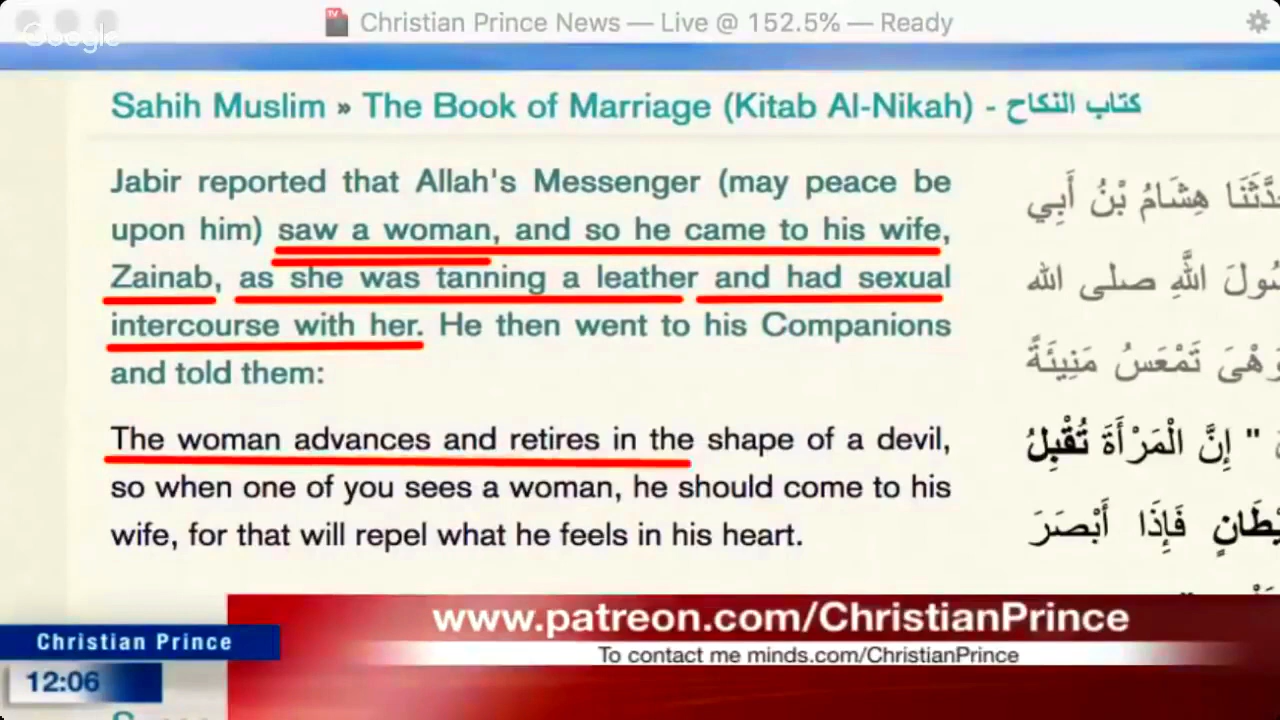 Google
Christian Prince News — Live @ 152.5% — Ready
Sahih Muslim » The Book of Marriage (Kitab Al-Nikah) - كتاب النكاح
Jabir reported that Allah's Messenger (may peace be
upon him) saw a woman, and so he came to his wife,
Zainab, as she was tanning a leather and had sexual
intercourse with her. He then went to his Companions
and told them:
The woman advances and retires in the shape of a devil,
so when one of you sees a woman, he should come to his
wife, for that will repel what he feels in his heart.
هِشَامُ بْنُ أَبِي
اللَّهِ صلى الله
تَمْعَسُ مَنِيئَةً
" إِنَّ الْمَرْأَةَ تُقْبِلُ
فَإِذَا أَبْصَرَ
www.patreon.com/ChristianPrince
To contact me minds.com/ChristianPrince
Christian Prince
12:06